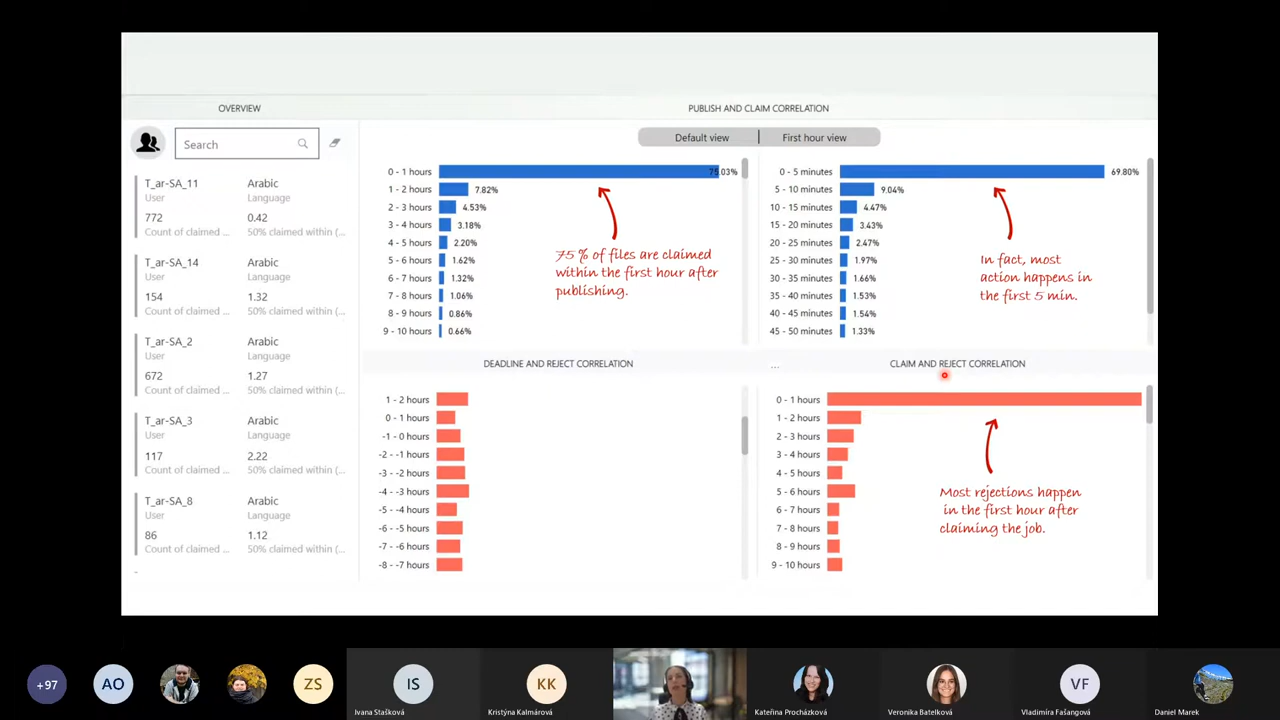 OVERVIEW
PUBLISH AND CLAIM CORRELATION
Search
Default view
First hour view
T_ar-SA_11
Arabic
User
Language
772
0.42
Count of claimed ...
50% claimed within (...
T_ar-SA_14
Arabic
User
Language
154
1.32
Count of claimed ...
50% claimed within (...
T_ar-SA_2
Arabic
User
Language
672
1.27
Count of claimed ...
50% claimed within (...
T_ar-SA_3
Arabic
User
Language
117
2.22
Count of claimed ...
50% claimed within (...
T_ar-SA_8
Arabic
User
Language
86
1.12
Count of claimed ...
50% claimed within (...
0 - 1 hours 75.03%
1 - 2 hours 7.82%
2 - 3 hours 4.53%
3 - 4 hours 3.18%
4 - 5 hours 2.20%
5 - 6 hours 1.62%
6 - 7 hours 1.32%
7 - 8 hours 1.06%
8 - 9 hours 0.86%
9 - 10 hours 0.66%
75 % of files are claimed
within the first hour after
publishing.
0 - 5 minutes 69.80%
5 - 10 minutes 9.04%
10 - 15 minutes 4.47%
15 - 20 minutes 3.43%
20 - 25 minutes 2.47%
25 - 30 minutes 1.97%
30 - 35 minutes 1.66%
35 - 40 minutes 1.53%
40 - 45 minutes 1.54%
45 - 50 minutes 1.33%
In fact, most
action happens in
the first 5 min.
DEADLINE AND REJECT CORRELATION
...
1 - 2 hours
0 - 1 hours
-1 - 0 hours
-2 - -1 hours
-3 - -2 hours
-4 - -3 hours
-5 - -4 hours
-6 - -5 hours
-7 - -6 hours
-8 - -7 hours
CLAIM AND REJECT CORRELATION
0 - 1 hours
1 - 2 hours
2 - 3 hours
3 - 4 hours
4 - 5 hours
5 - 6 hours
6 - 7 hours
7 - 8 hours
8 - 9 hours
9 - 10 hours
Most rejections happen
in the first hour after
claiming the job.
+97
AO
ZS
IS
Ivana Stašková
KK
Kristýna Kalmárová
Kateřina Procházková
Veronika Batelková
VF
Vladimíra Fašangová
Daniel Marek